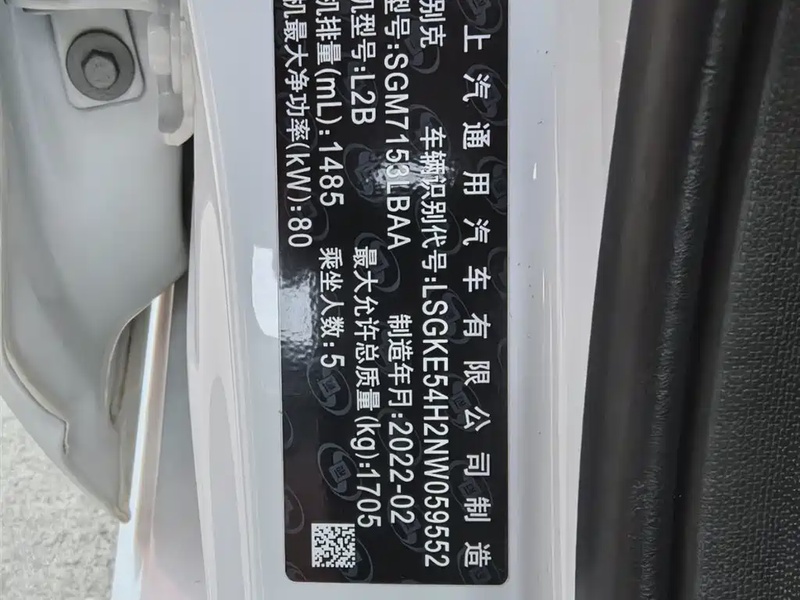 上汽通用汽车有限公司制造
别克 车辆识别代号:LSGKE54H2NW059552
型号:SGM7153LBAA 制造年月:2022-02
机型号:L2B 最大允许总质量(kg):1705
机排量(mL):1485 乘坐人数:5
机最大净功率(kW):80